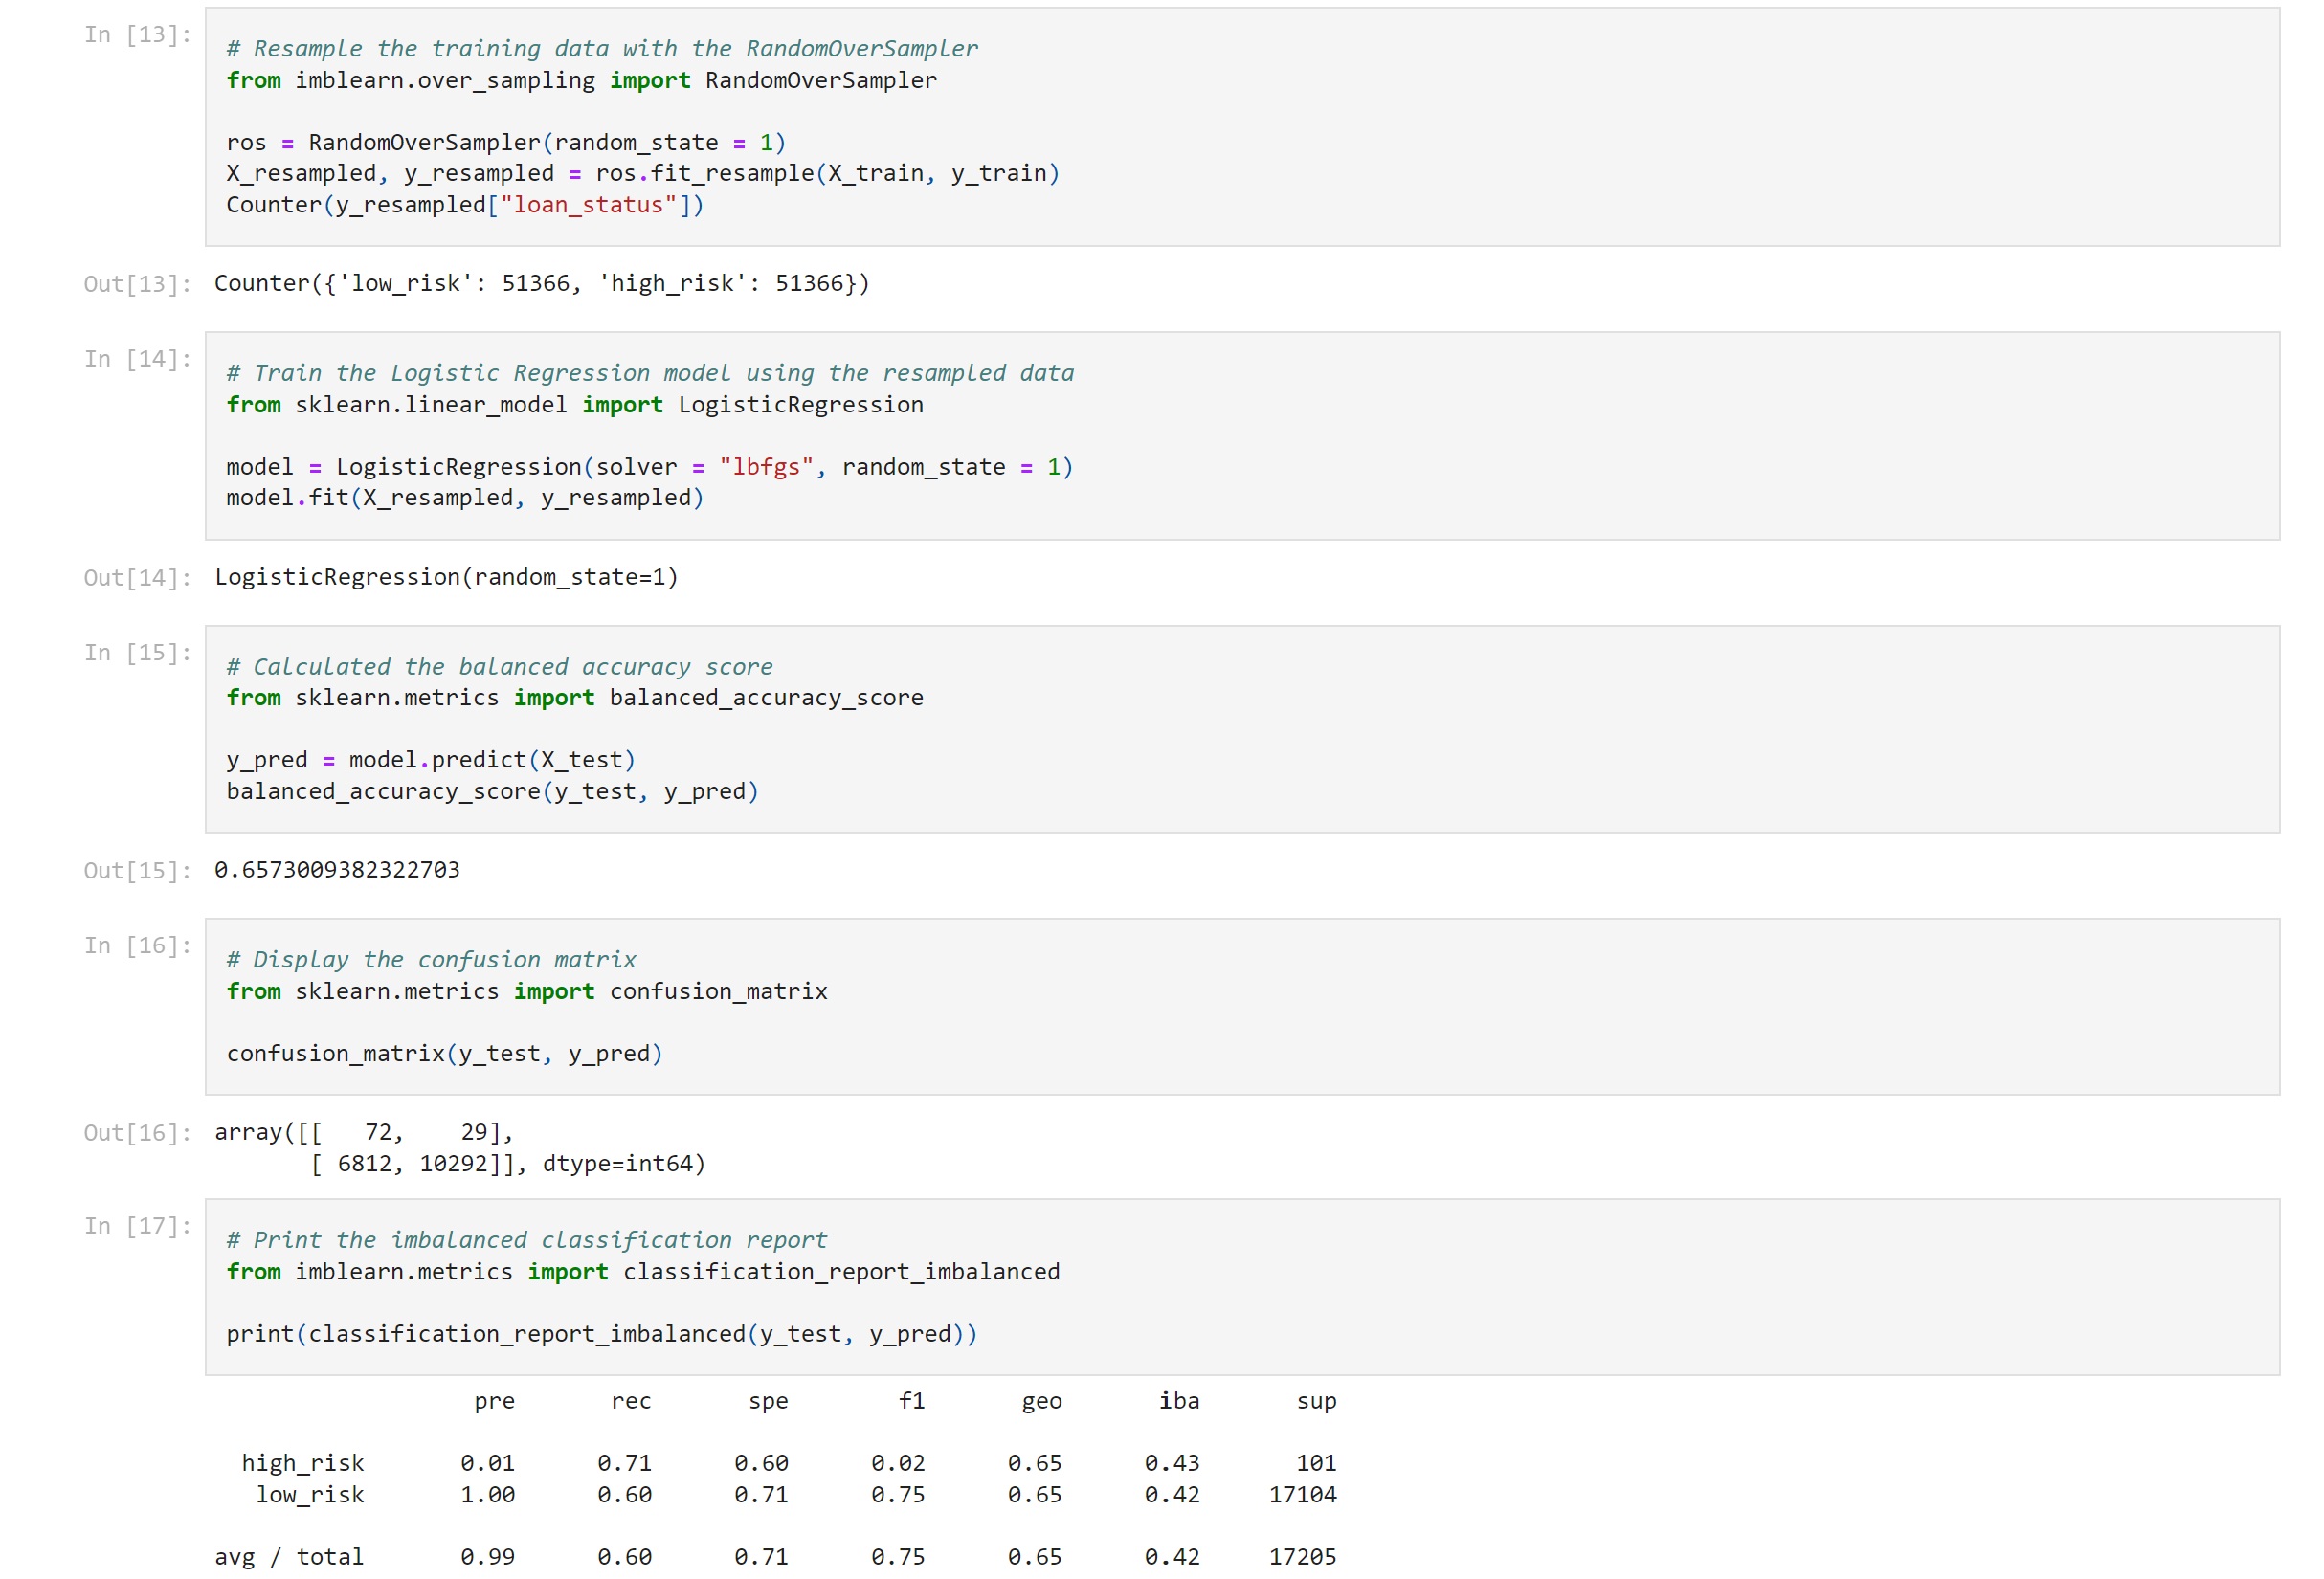 In [13]:
# Resample the training data with the RandomOverSampler
from imblearn.over_sampling import RandomOverSampler
ros = RandomOverSampler(random_state = 1)
X_resampled, y_resampled = ros.fit_resample(X_train, y_train)
Counter(y_resampled["loan_status"])
Out[13]: Counter({'low_risk': 51366, 'high_risk': 51366})
In [14]:
# Train the Logistic Regression model using the resampled data
from sklearn.linear_model import LogisticRegression
model = LogisticRegression(solver = "lbfgs", random_state = 1)
model.fit(X_resampled, y_resampled)
Out[14]: LogisticRegression(random_state=1)
In [15]:
# Calculated the balanced accuracy score
from sklearn.metrics import balanced_accuracy_score
y_pred = model.predict(X_test)
balanced_accuracy_score(y_test, y_pred)
Out[15]: 0.6573009382322703
In [16]:
# Display the confusion matrix
from sklearn.metrics import confusion_matrix
confusion_matrix(y_test, y_pred)
Out[16]: array([[   72,    29],
       [ 6812, 10292]], dtype=int64)
In [17]:
# Print the imbalanced classification report
from imblearn.metrics import classification_report_imbalanced
print(classification_report_imbalanced(y_test, y_pred))
                   pre       rec       spe        f1       geo       iba       sup
  high_risk       0.01      0.71      0.60      0.02      0.65      0.43       101
   low_risk       1.00      0.60      0.71      0.75      0.65      0.42     17104
avg / total       0.99      0.60      0.71      0.75      0.65      0.42     17205